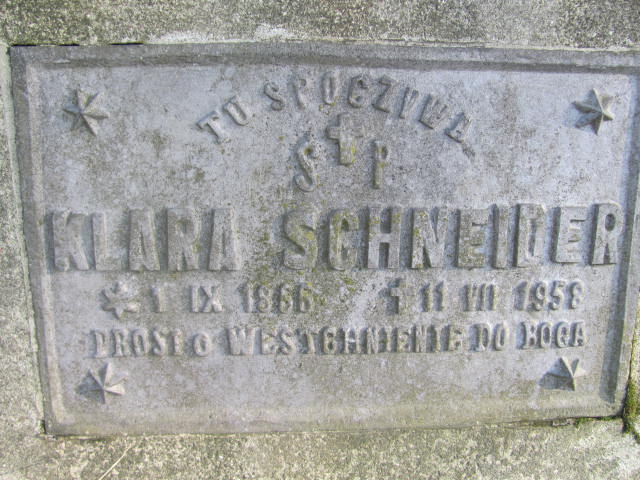 TU SPOCZYWA
S P
KLARA SCHNEIDER
1 IX 1866 11 VII 1958
PROSI O WESTCHNIENIE DO BOGA